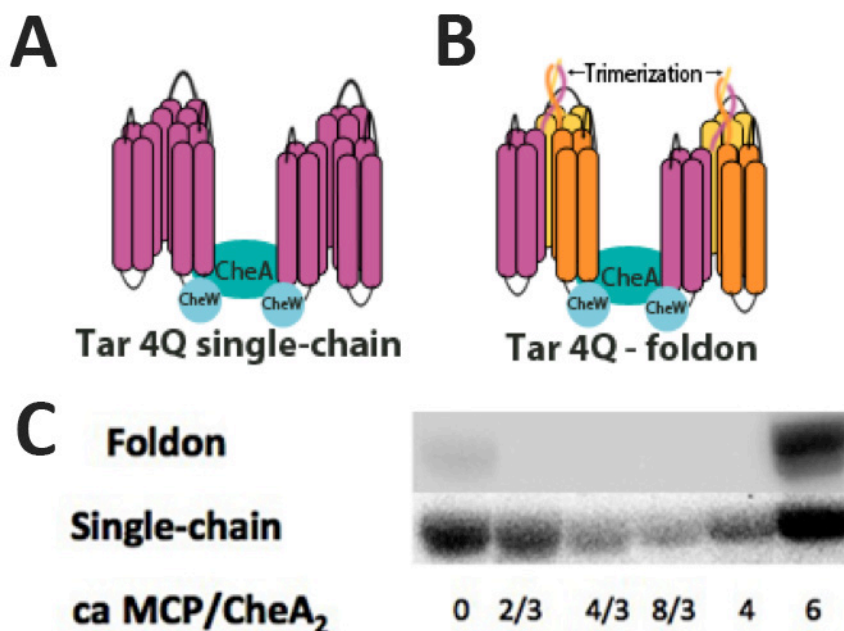 A
B
←Trimerization→
CheA
CheW
CheW
Tar 4Q single-chain
CheA
CheW
CheW
Tar 4Q - foldon
C
Foldon
Single-chain
ca MCP/CheA₂ 0 2/3 4/3 8/3 4 6